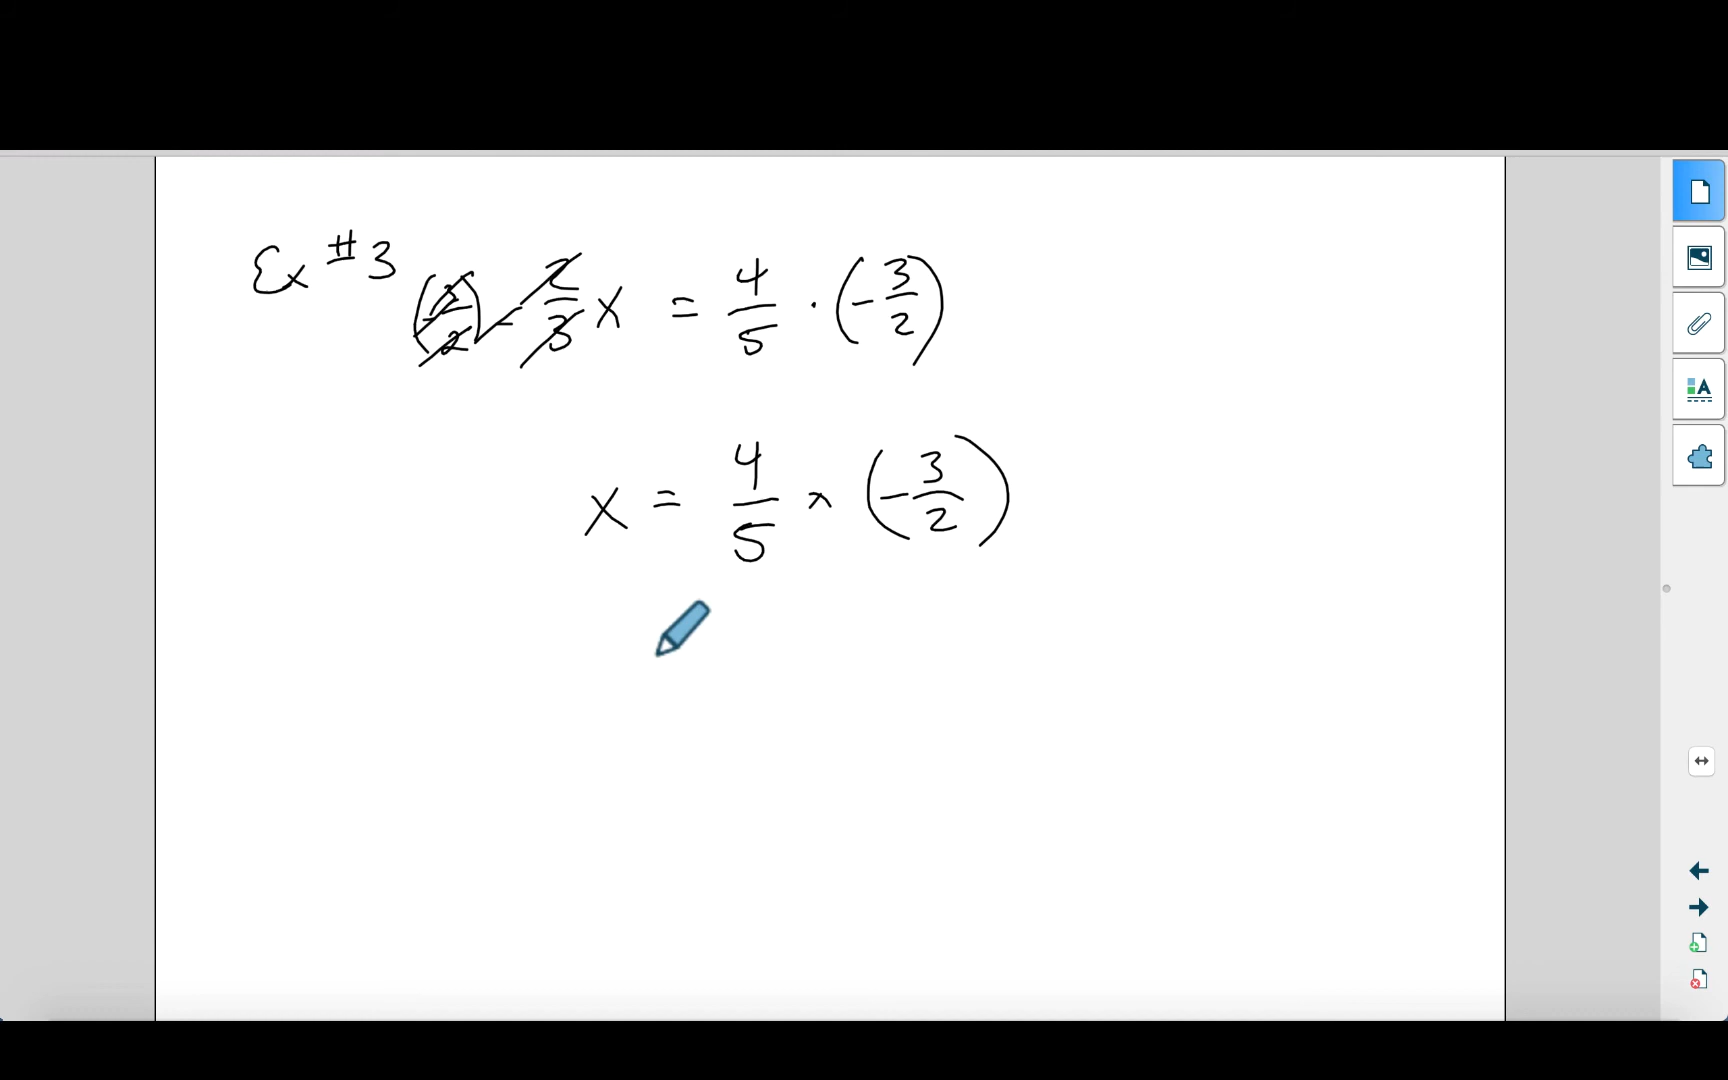 Ex #3 (-3/2) · -2/3 x = 4/5 · (-3/2)
x = 4/5 × (-3/2)
A